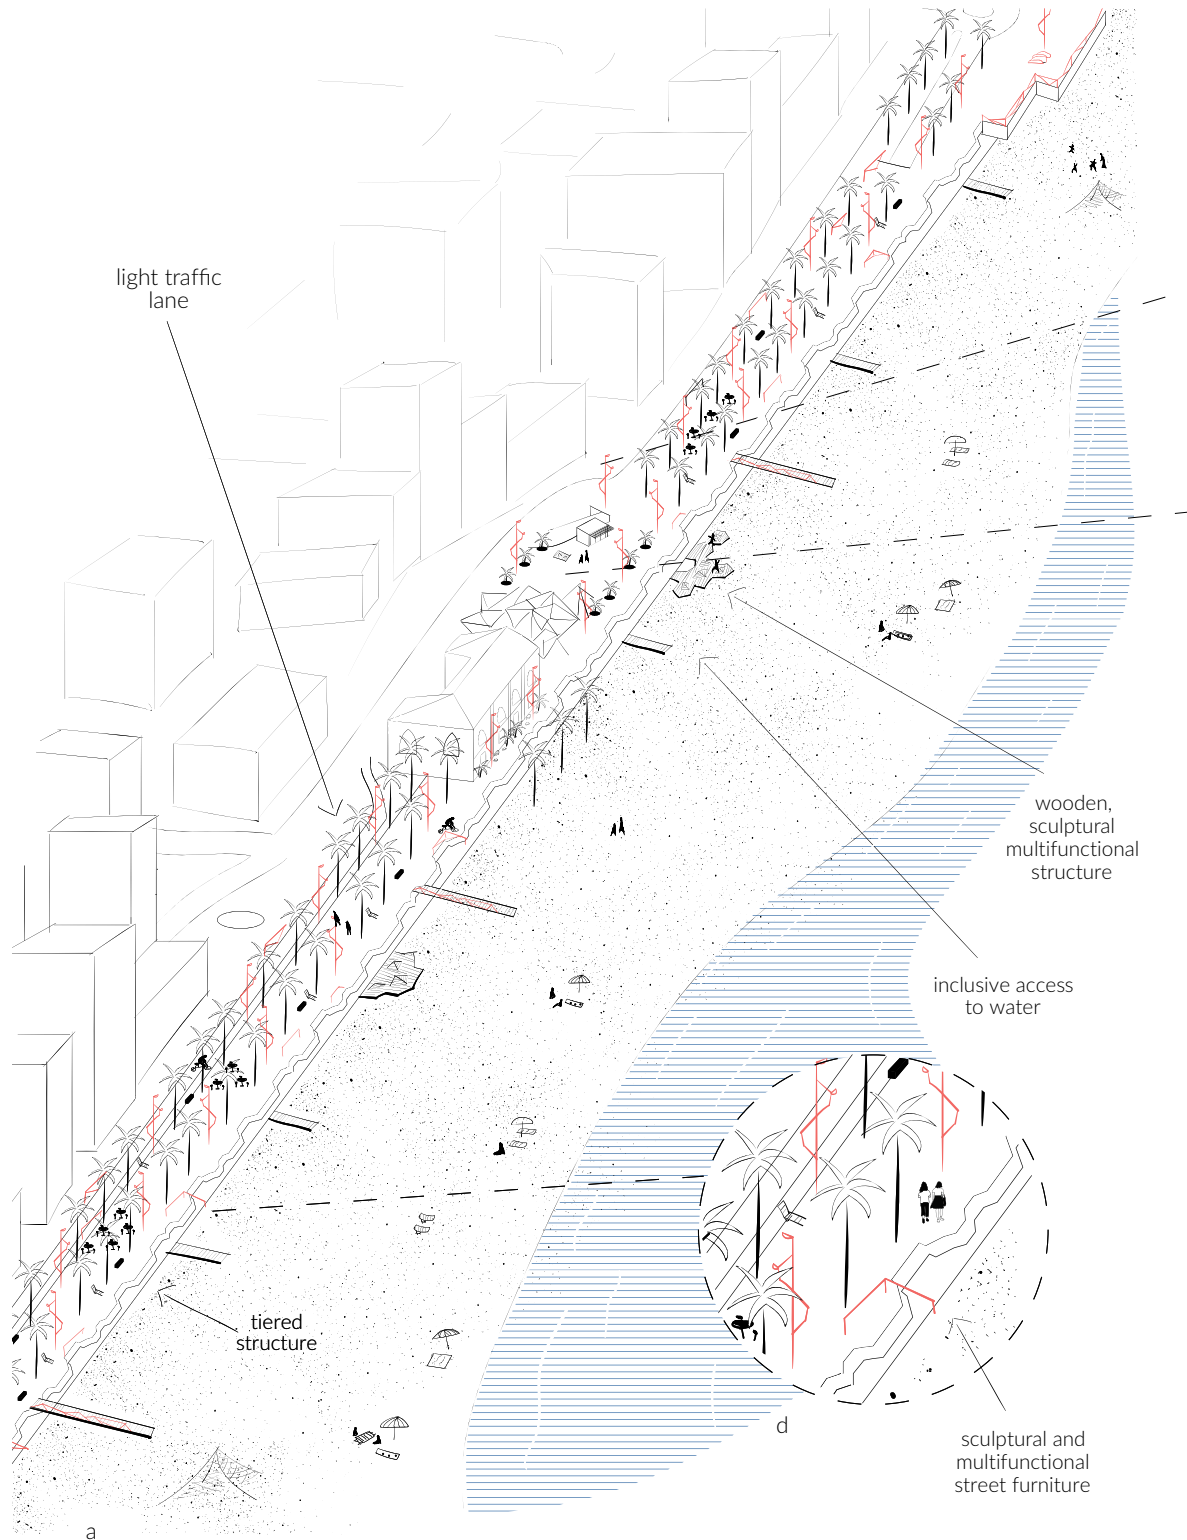 light traffic
lane
wooden,
sculptural
multifunctional
structure
inclusive access
to water
tiered
structure
d
sculptural and
multifunctional
street furniture
a